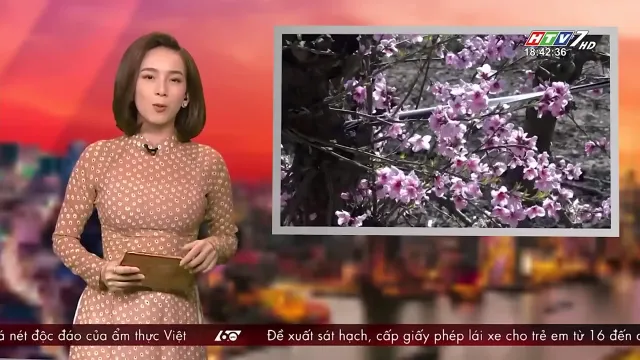 HTV7 HD
18:42:36
á nét độc đáo của ẩm thực Việt 60 Đề xuất sát hạch, cấp giấy phép lái xe cho trẻ em từ 16 đến